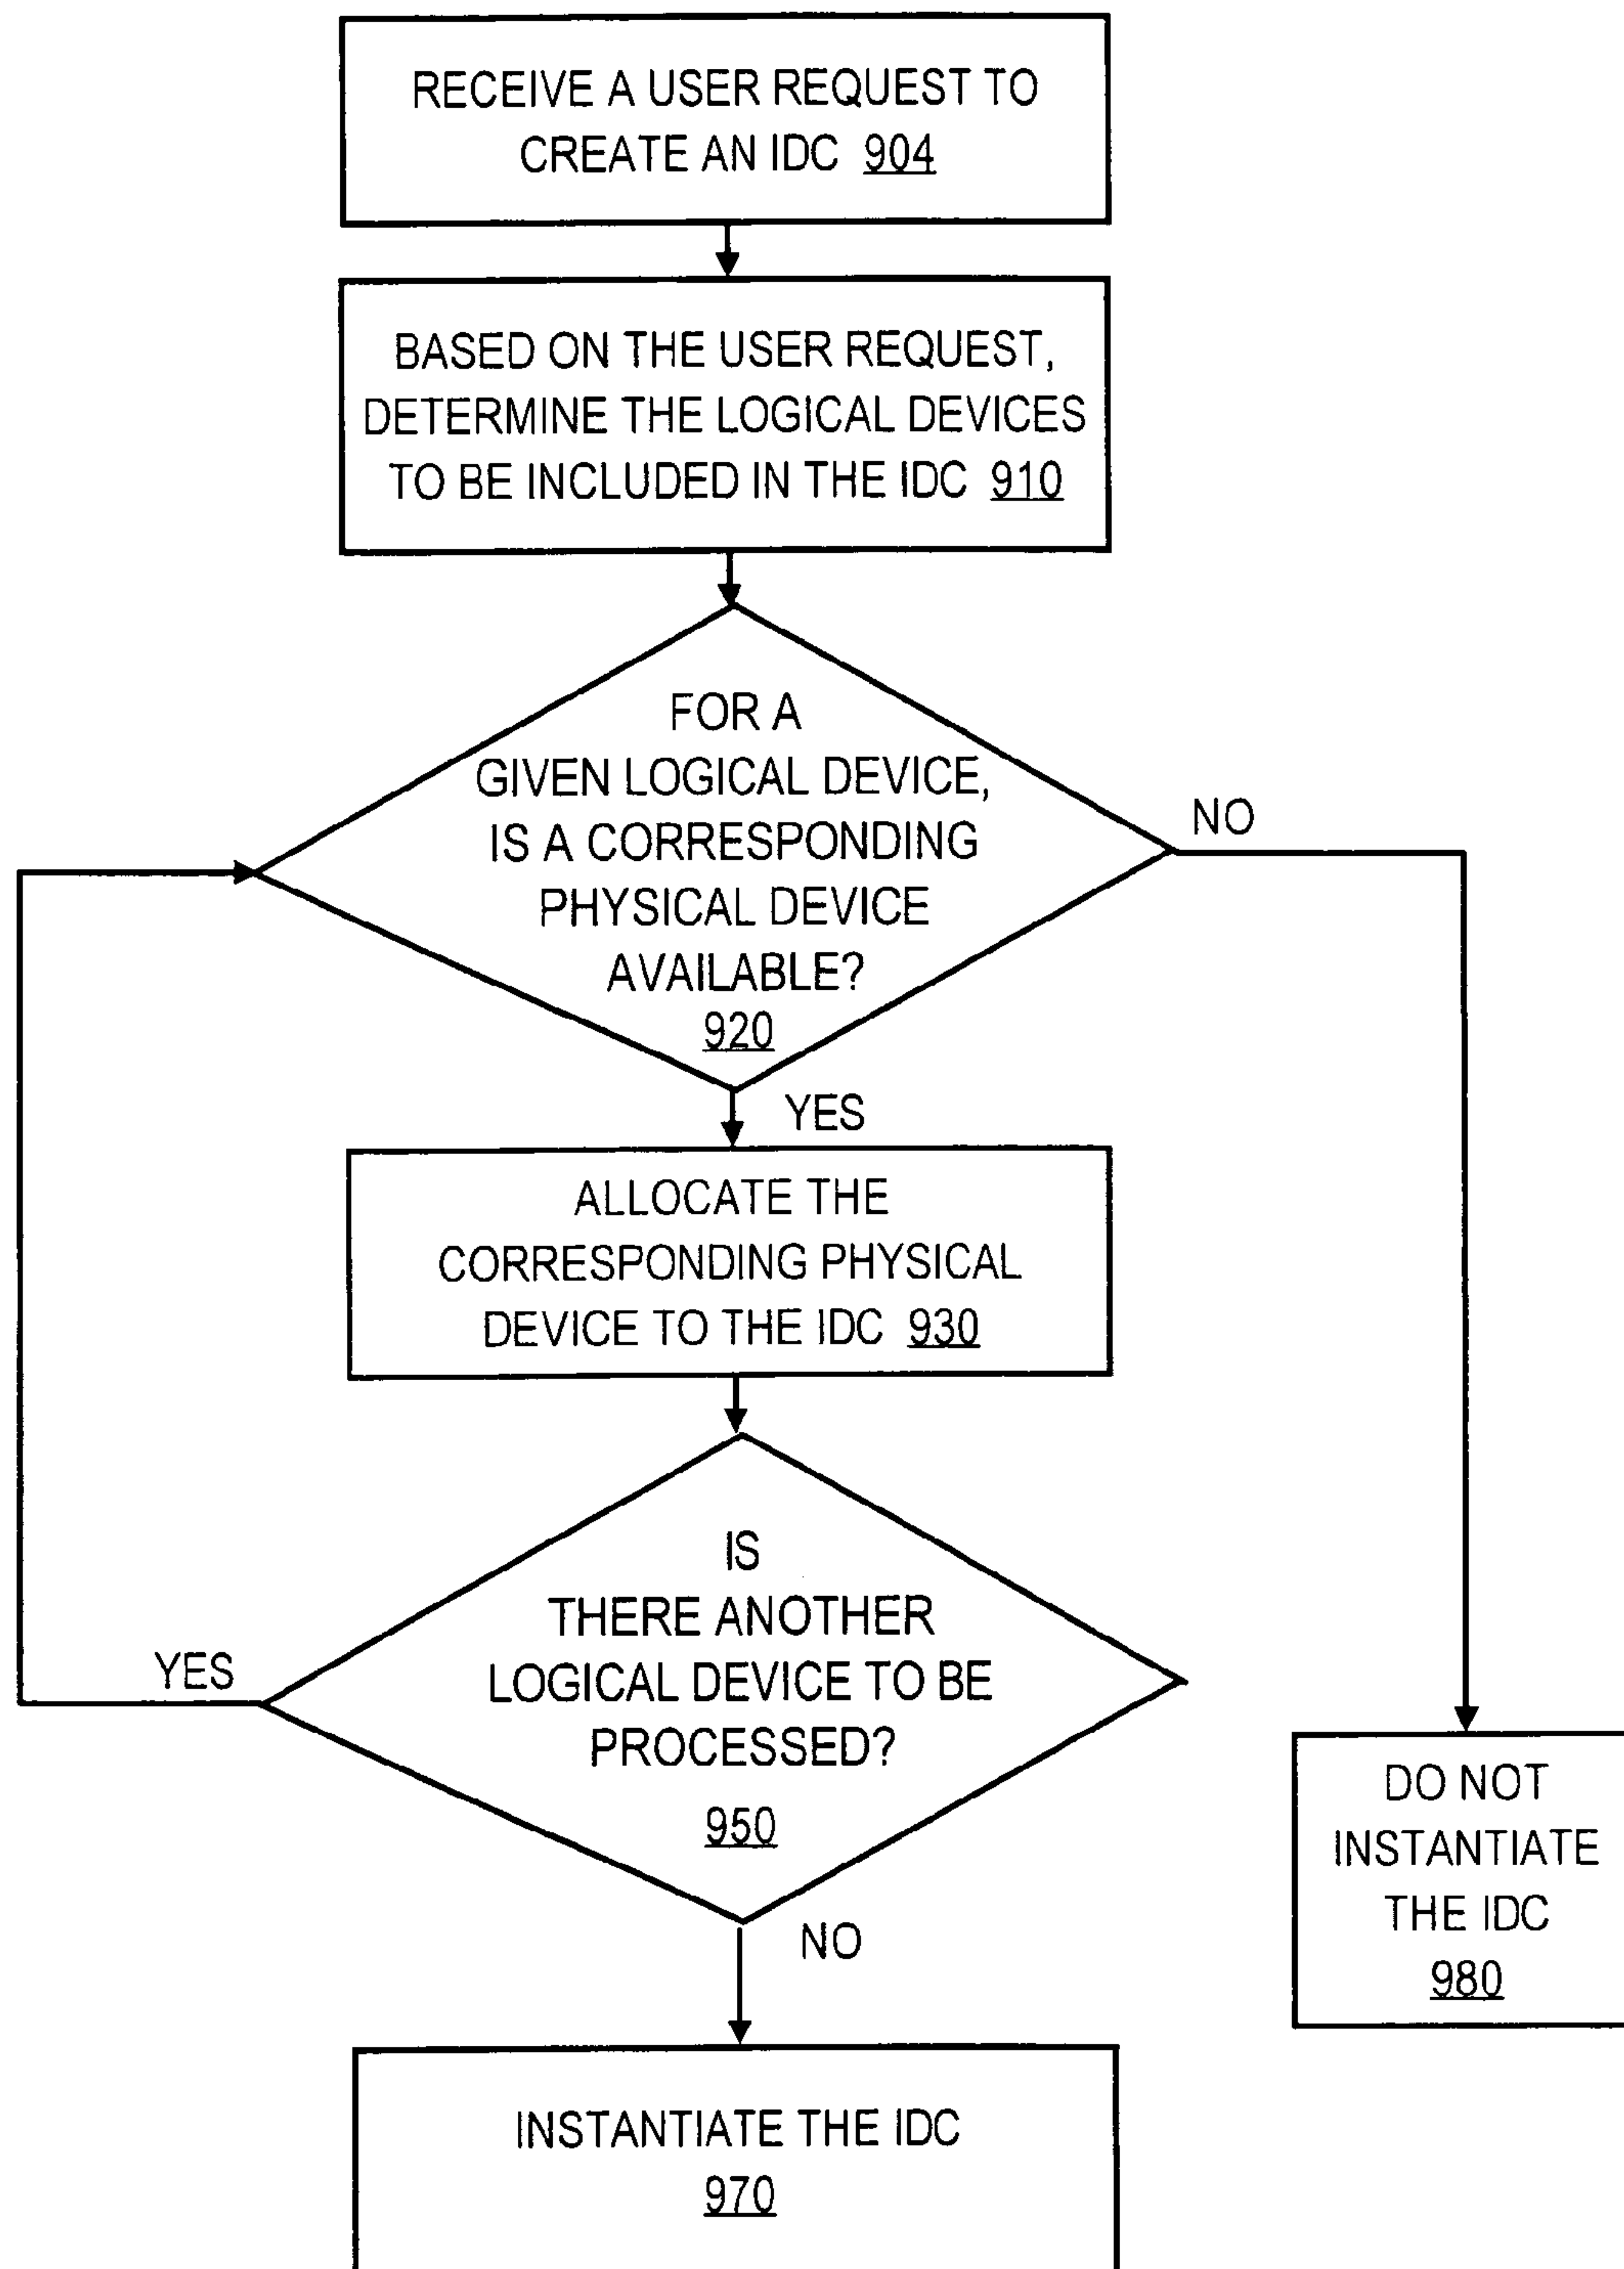 RECEIVE A USER REQUEST TO
CREATE AN IDC 904
BASED ON THE USER REQUEST,
DETERMINE THE LOGICAL DEVICES
TO BE INCLUDED IN THE IDC 910
FOR A
GIVEN LOGICAL DEVICE,
IS A CORRESPONDING
PHYSICAL DEVICE
AVAILABLE?
920
NO
YES
ALLOCATE THE
CORRESPONDING PHYSICAL
DEVICE TO THE IDC 930
IS
THERE ANOTHER
LOGICAL DEVICE TO BE
PROCESSED?
950
YES
NO
DO NOT
INSTANTIATE
THE IDC
980
INSTANTIATE THE IDC
970